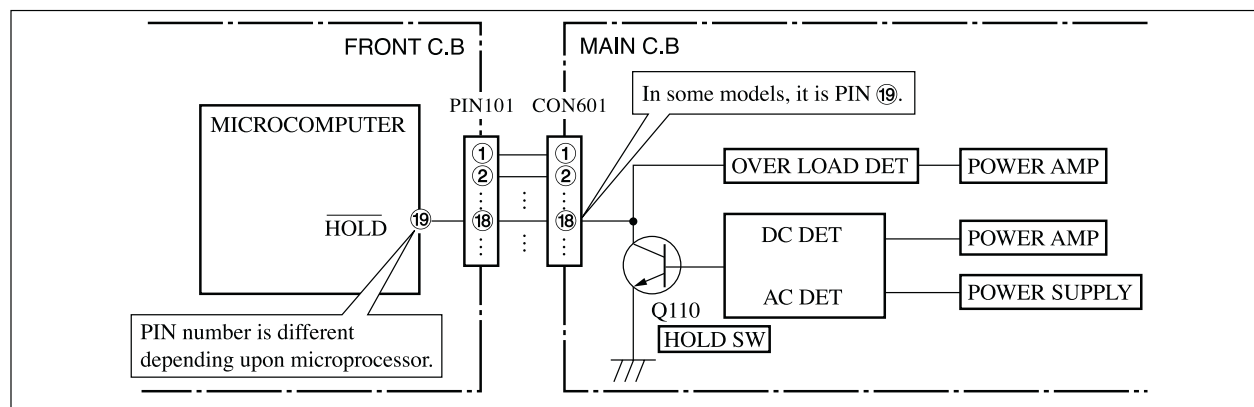 FRONT C.B
MAIN C.B
In some models, it is PIN ⑲.
PIN101
CON601
MICROCOMPUTER
①
①
②
②
OVER LOAD DET
POWER AMP
HOLD
⑲
⑱
⑱
DC DET
POWER AMP
AC DET
POWER SUPPLY
Q110
HOLD SW
PIN number is different
depending upon microprocessor.